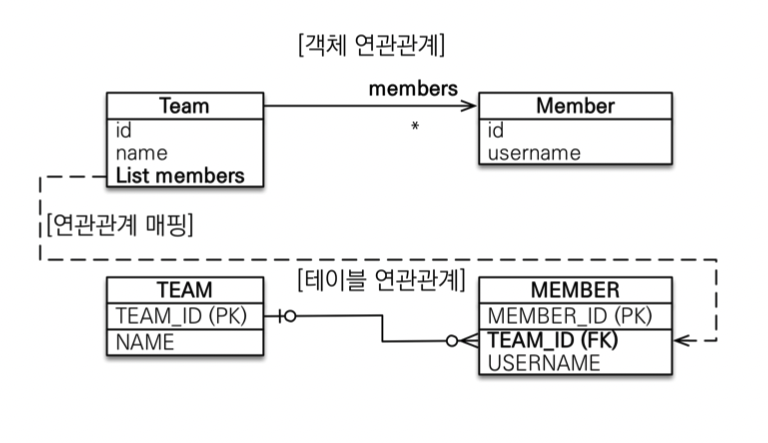 [객체 연관관계]
members
Team
Member
*
id
name
List members
id
username
[연관관계 매핑]
[테이블 연관관계]
TEAM
TEAM_ID (PK)
NAME
MEMBER
MEMBER_ID (PK)
TEAM_ID (FK)
USERNAME